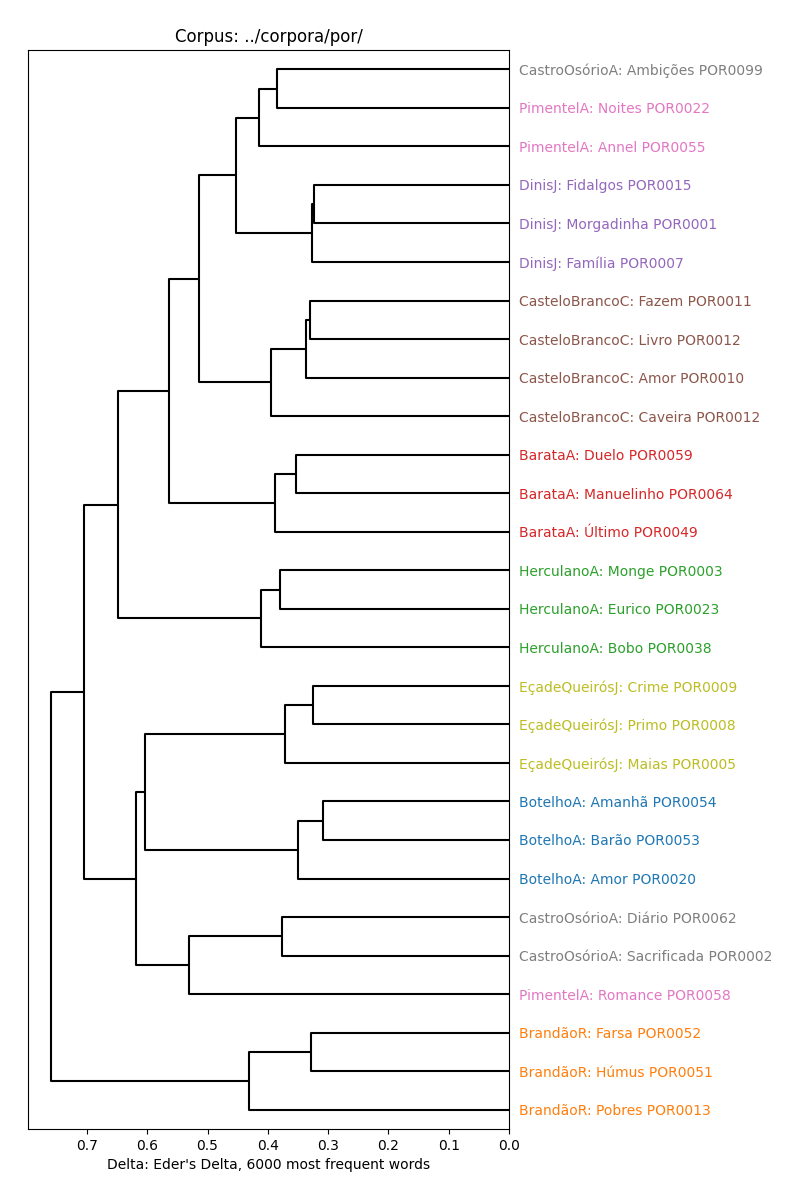 Corpus: ../corpora/por/
CastroOsórioA: Ambições POR0099
PimentelA: Noites POR0022
PimentelA: Annel POR0055
DinisJ: Fidalgos POR0015
DinisJ: Morgadinha POR0001
DinisJ: Família POR0007
CasteloBrancoC: Fazem POR0011
CasteloBrancoC: Livro POR0012
CasteloBrancoC: Amor POR0010
CasteloBrancoC: Caveira POR0012
BarataA: Duelo POR0059
BarataA: Manuelinho POR0064
BarataA: Último POR0049
HerculanoA: Monge POR0003
HerculanoA: Eurico POR0023
HerculanoA: Bobo POR0038
EçadeQueirósJ: Crime POR0009
EçadeQueirósJ: Primo POR0008
EçadeQueirósJ: Maias POR0005
BotelhoA: Amanhã POR0054
BotelhoA: Barão POR0053
BotelhoA: Amor POR0020
CastroOsórioA: Diário POR0062
CastroOsórioA: Sacrificada POR0002
PimentelA: Romance POR0058
BrandãoR: Farsa POR0052
BrandãoR: Húmus POR0051
BrandãoR: Pobres POR0013
0.7 0.6 0.5 0.4 0.3 0.2 0.1 0.0
Delta: Eder's Delta, 6000 most frequent words